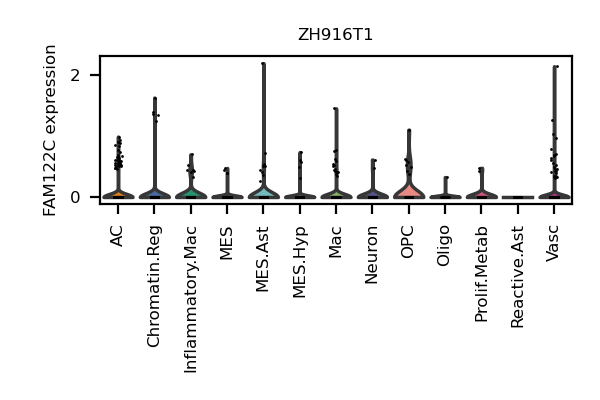 ZH916T1
FAM122C expression
2
0
AC
Chromatin.Reg
Inflammatory.Mac
MES
MES.Ast
MES.Hyp
Mac
Neuron
OPC
Oligo
Prolif.Metab
Reactive.Ast
Vasc